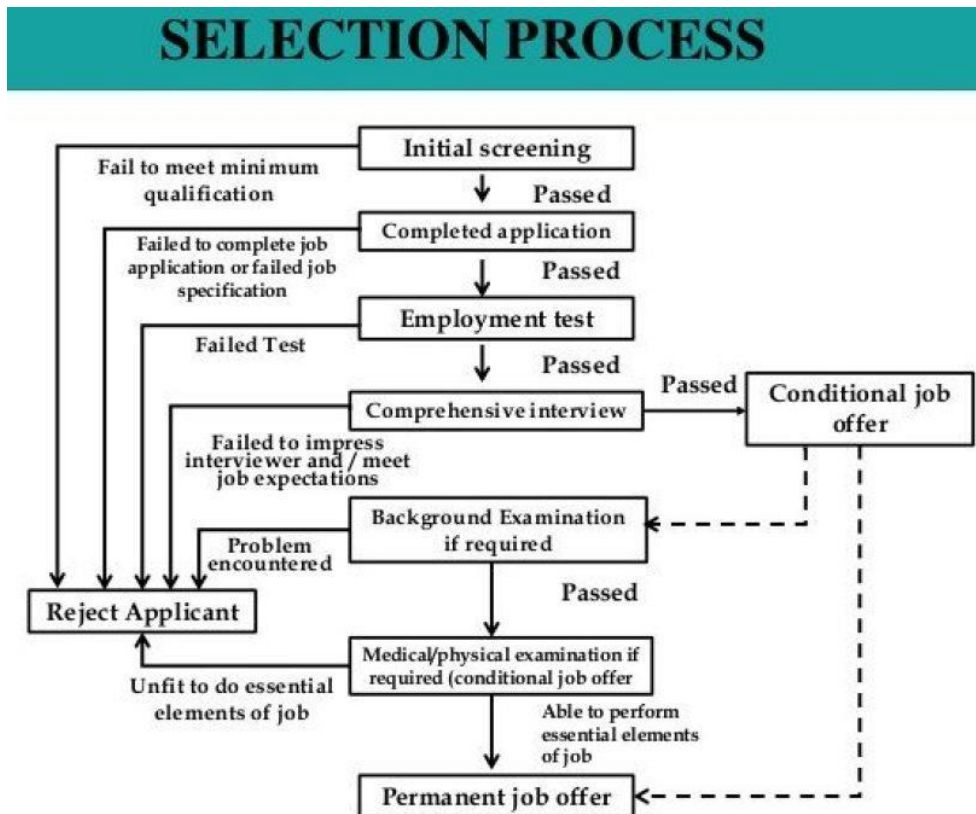 SELECTION PROCESS
Initial screening
Fail to meet minimum
qualification
Passed
Completed application
Failed to complete job
application or failed job
specification
Passed
Employment test
Failed Test
Passed
Comprehensive interview
Passed
Conditional job
offer
Failed to impress
interviewer and / meet
job expectations
Background Examination
if required
Problem
encountered
Passed
Reject Applicant
Medical/physical examination if
required (conditional job offer
Unfit to do essential
elements of job
Able to perform
essential elements
of job
Permanent job offer